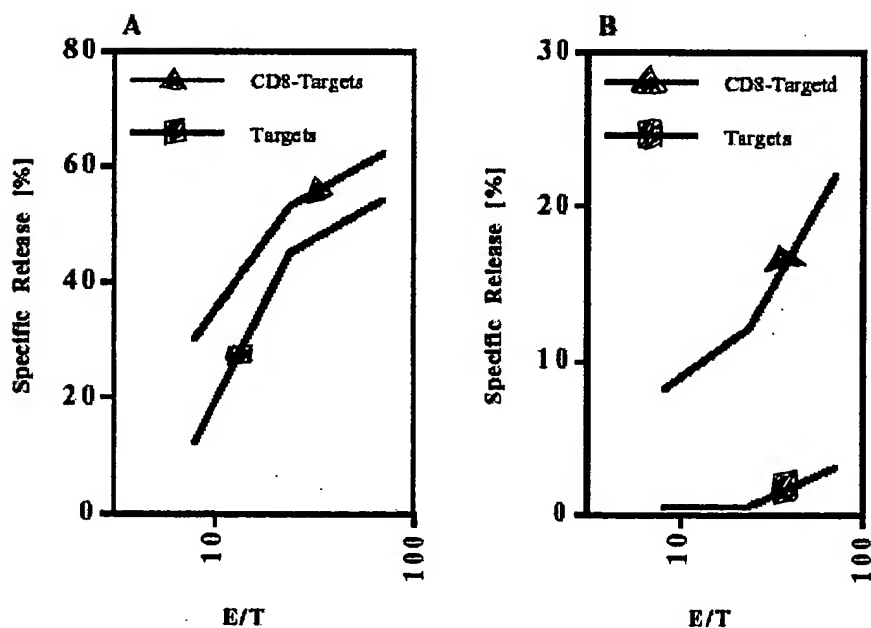 A
80
60
40
20
0
Specific Release [%]
CD8-Targets
Targets
10
100
E/T
B
30
20
10
0
Specific Release [%]
CD8-Targetd
Targets
10
100
E/T